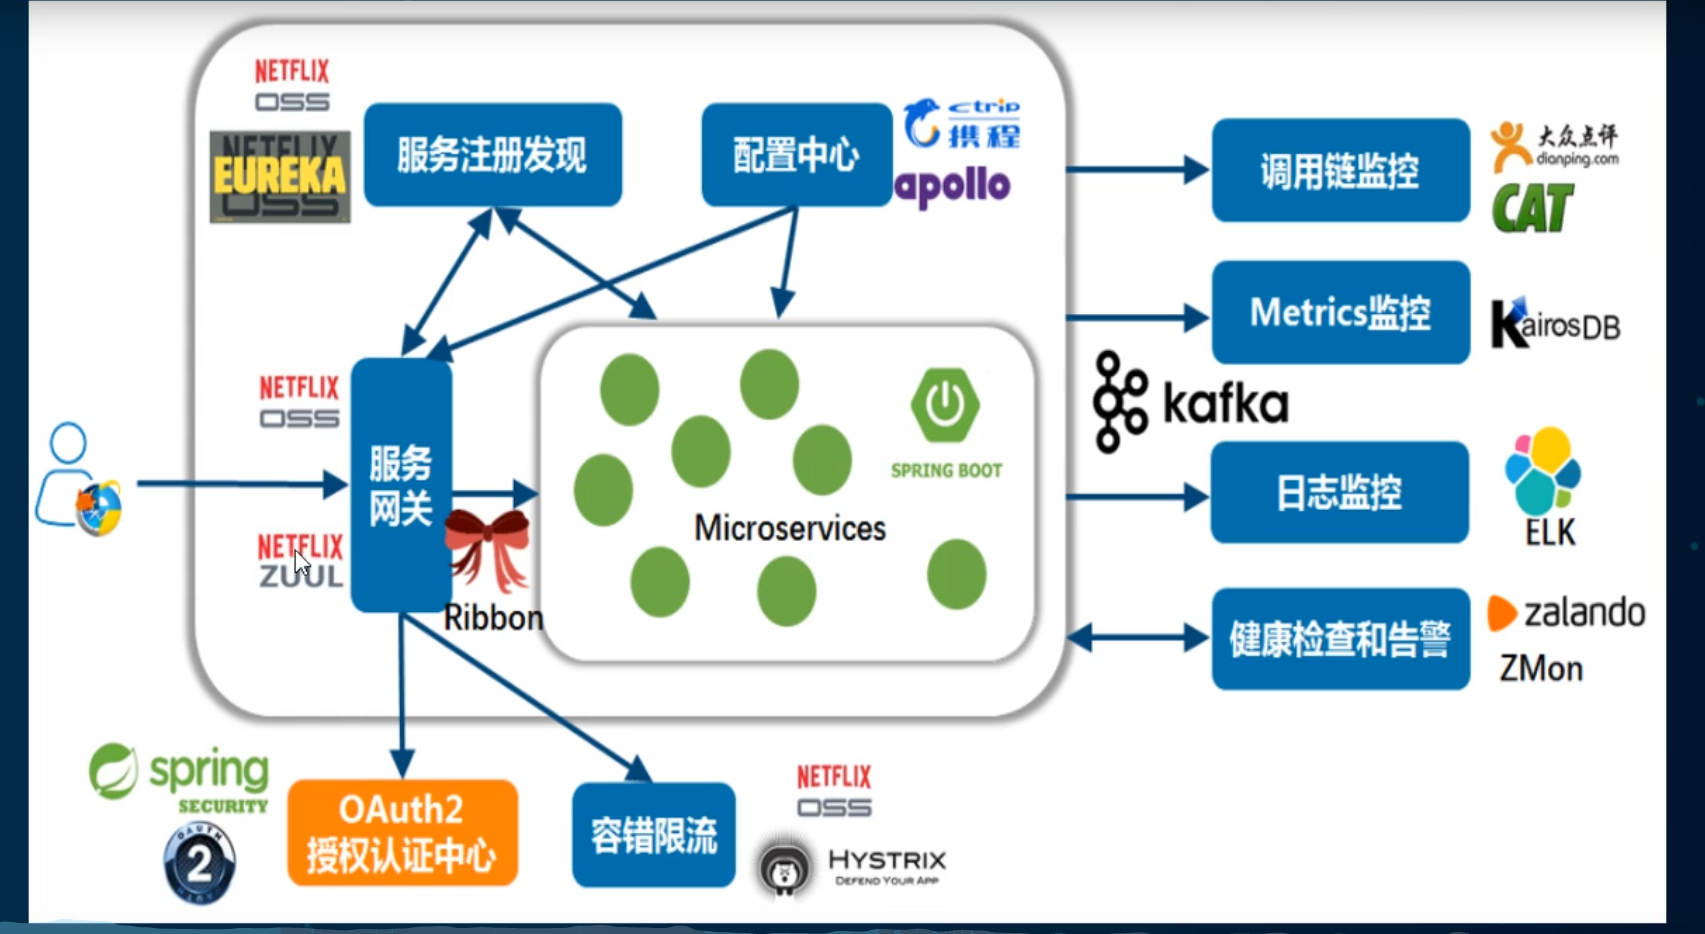 NETFLIX
OSS
NETFLIX
EUREKA
OSS
服务注册发现
配置中心
ctrip
携程
apollo
调用链监控
大众点评
dianping.com
CAT
Metrics监控
KairosDB
NETFLIX
OSS
服务
网关
NETFLIX
ZUUL
Ribbon
SPRING BOOT
Microservices
kafka
日志监控
ELK
健康检查和告警
zalando
ZMon
spring
SECURITY
OAUTH
2
OAuth2
授权认证中心
容错限流
NETFLIX
OSS
HYSTRIX
DEFEND YOUR APP